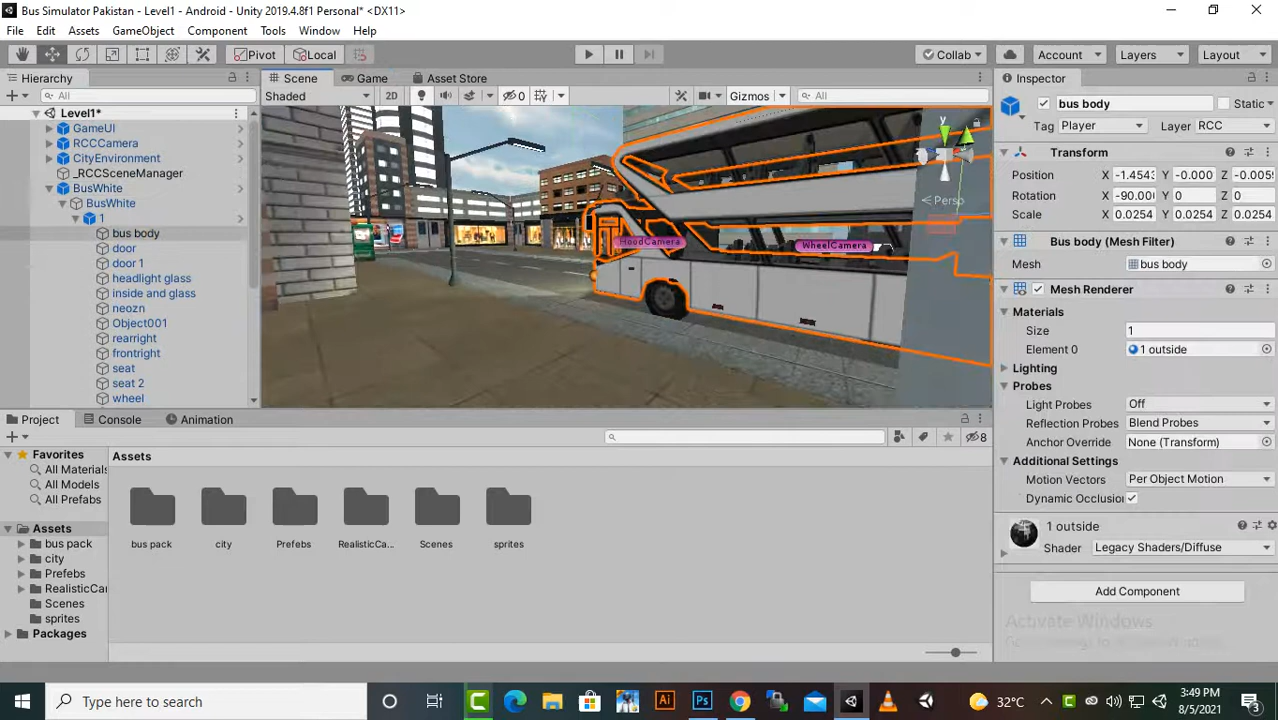 Bus Simulator Pakistan - Level1 - Android - Unity 2019.4.8f1 Personal* <DX11>
File Edit Assets GameObject Component Tools Window Help
Pivot Local Collab Account Layers Layout
Hierarchy
All
Level1*
GameUI
RCCCamera
CityEnvironment
_RCCSceneManager
BusWhite
BusWhite
1
bus body
door
door 1
headlight glass
inside and glass
neozn
Object001
rearright
frontright
seat
seat 2
wheel
Scene Game Asset Store
Shaded 2D 0 Gizmos All
y
Persp
HoodCamera
WheelCamera
Inspector
bus body Static
Tag Player Layer RCC
Transform
Position X -1.4543 Y -0.000 Z -0.0059
Rotation X -90.00 Y 0 Z 0
Scale X 0.0254 Y 0.0254 Z 0.0254
Bus body (Mesh Filter)
Mesh bus body
Mesh Renderer
Materials
Size 1
Element 0 1 outside
Lighting
Probes
Light Probes Off
Reflection Probes Blend Probes
Anchor Override None (Transform)
Additional Settings
Motion Vectors Per Object Motion
Dynamic Occlusion
1 outside
Shader Legacy Shaders/Diffuse
Add Component
Activate Windows
Project Console Animation
8
Favorites
All Materials
All Models
All Prefabs
Assets
bus pack
city
Prefebs
RealisticCar
Scenes
sprites
Packages
Assets
bus pack city Prefebs RealisticCa... Scenes sprites
Type here to search
Ai Ps
32°C
3:49 PM
8/5/2021
3